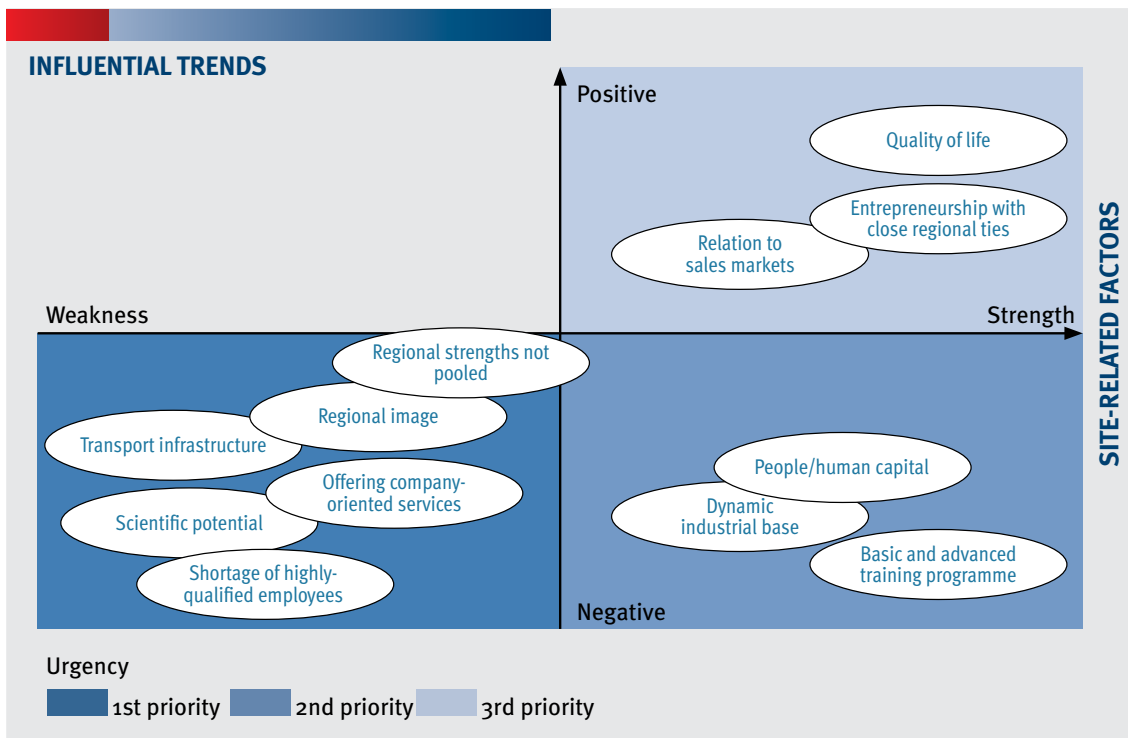 INFLUENTIAL TRENDS
Positive
Quality of life
Entrepreneurship with
close regional ties
Relation to
sales markets
SITE-RELATED FACTORS
Weakness
Strength
Regional strengths not
pooled
Regional image
Transport infrastructure
People/human capital
Offering company-
oriented services
Scientific potential
Dynamic
industrial base
Basic and advanced
training programme
Shortage of highly-
qualified employees
Negative
Urgency
1st priority
2nd priority
3rd priority